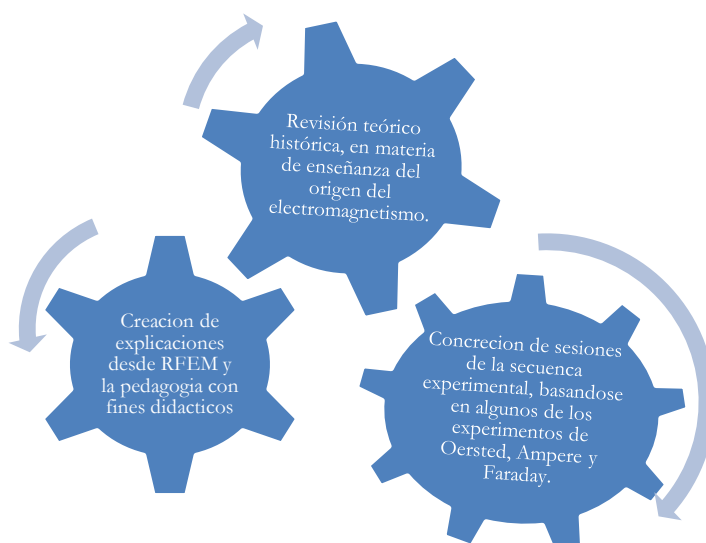 Revisión teórico
histórica, en materia
de enseñanza del
origen del
electromagnetismo.
Creacion de
explicaciones
desde RFEM y
la pedagogia con
fines didacticos
Concrecion de sesiones
de la secuenca
experimental, basandose
en algunos de los
experimentos de
Oersted, Ampere y
Faraday.